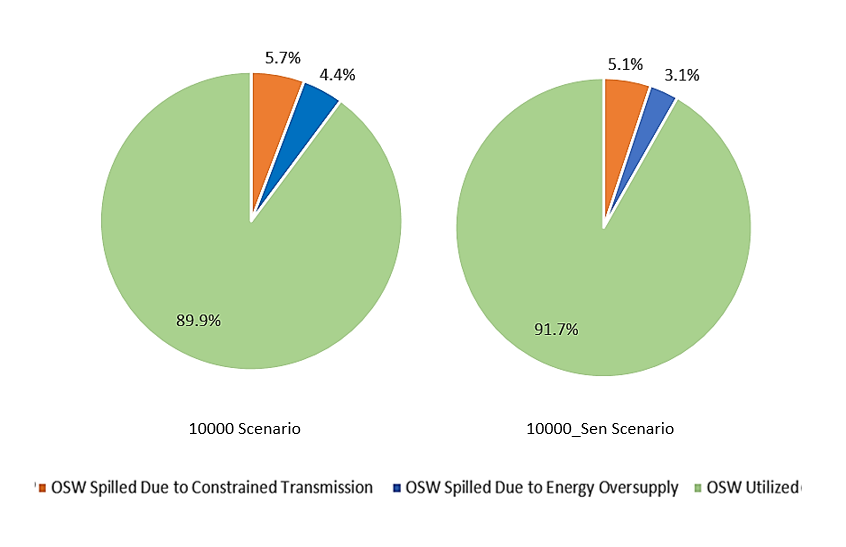 5.7%
4.4%
5.1%
3.1%
89.9%
91.7%
10000 Scenario
10000_Sen Scenario
OSW Spilled Due to Constrained Transmission
OSW Spilled Due to Energy Oversupply
OSW Utilized